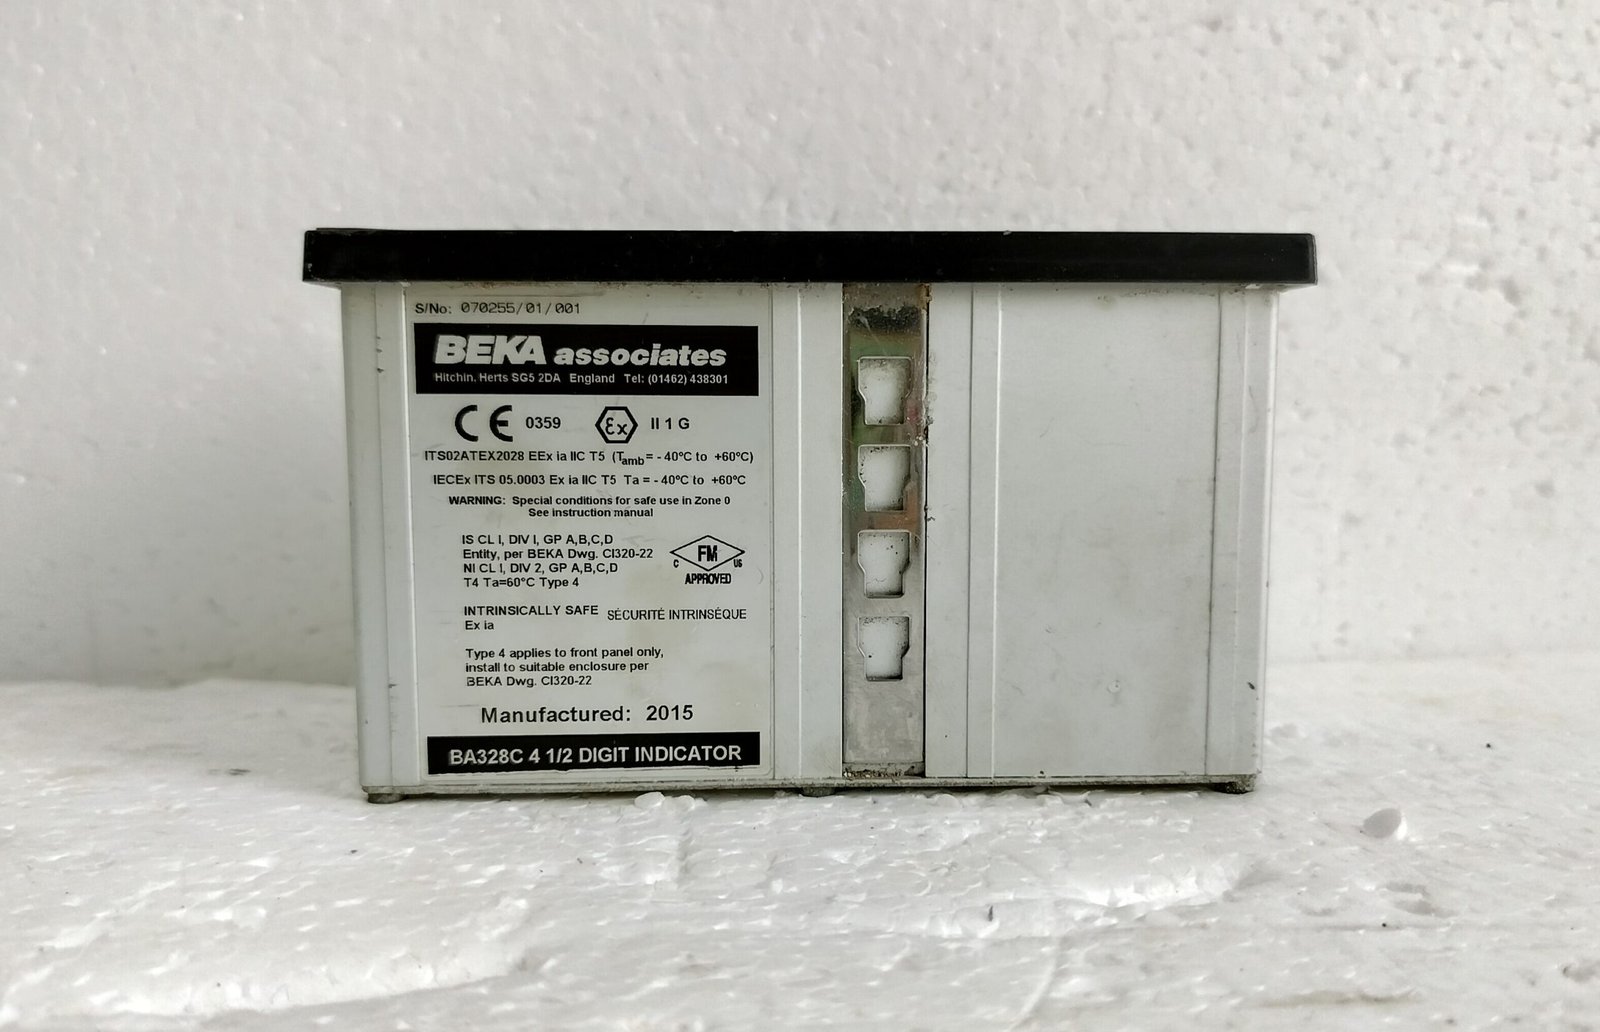 S/No: 070255/01/001
BEKA associates
Hitchin, Herts SG5 2DA England Tel: (01462) 438301
CE 0359 Ex II 1 G
ITS02ATEX2028 EEx ia IIC T5 (Tamb = - 40°C to +60°C)
IECEx ITS 05.0003 Ex ia IIC T5 Ta = - 40°C to +60°C
WARNING: Special conditions for safe use in Zone 0
See instruction manual
IS CL I, DIV I, GP A,B,C,D
Entity, per BEKA Dwg. CI320-22
NI CL I, DIV 2, GP A,B,C,D
T4 Ta=60°C Type 4
C FM US
APPROVED
INTRINSICALLY SAFE SÉCURITÉ INTRINSÉQUE
Ex ia
Type 4 applies to front panel only,
install to suitable enclosure per
BEKA Dwg. CI320-22
Manufactured: 2015
BA328C 4 1/2 DIGIT INDICATOR